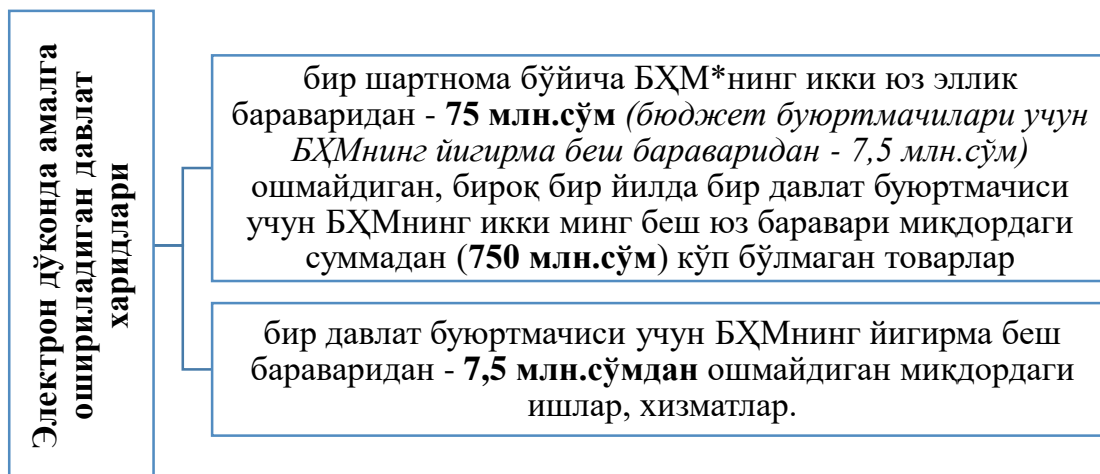 Электрон дўконда амалга
ошириладиган давлат
харидлари
бир шартнома бўйича БҲМ*нинг икки юз эллик
бараваридан - 75 млн.сўм (бюджет буюртмачилари учун
БҲМнинг йигирма беш бараваридан - 7,5 млн.сўм)
ошмайдиган, бироқ бир йилда бир давлат буюртмачиси
учун БҲМнинг икки минг беш юз баравари миқдордаги
суммадан (750 млн.сўм) кўп бўлмаган товарлар
бир давлат буюртмачиси учун БҲМнинг йигирма беш
бараваридан - 7,5 млн.сўмдан ошмайдиган миқдордаги
ишлар, хизматлар.